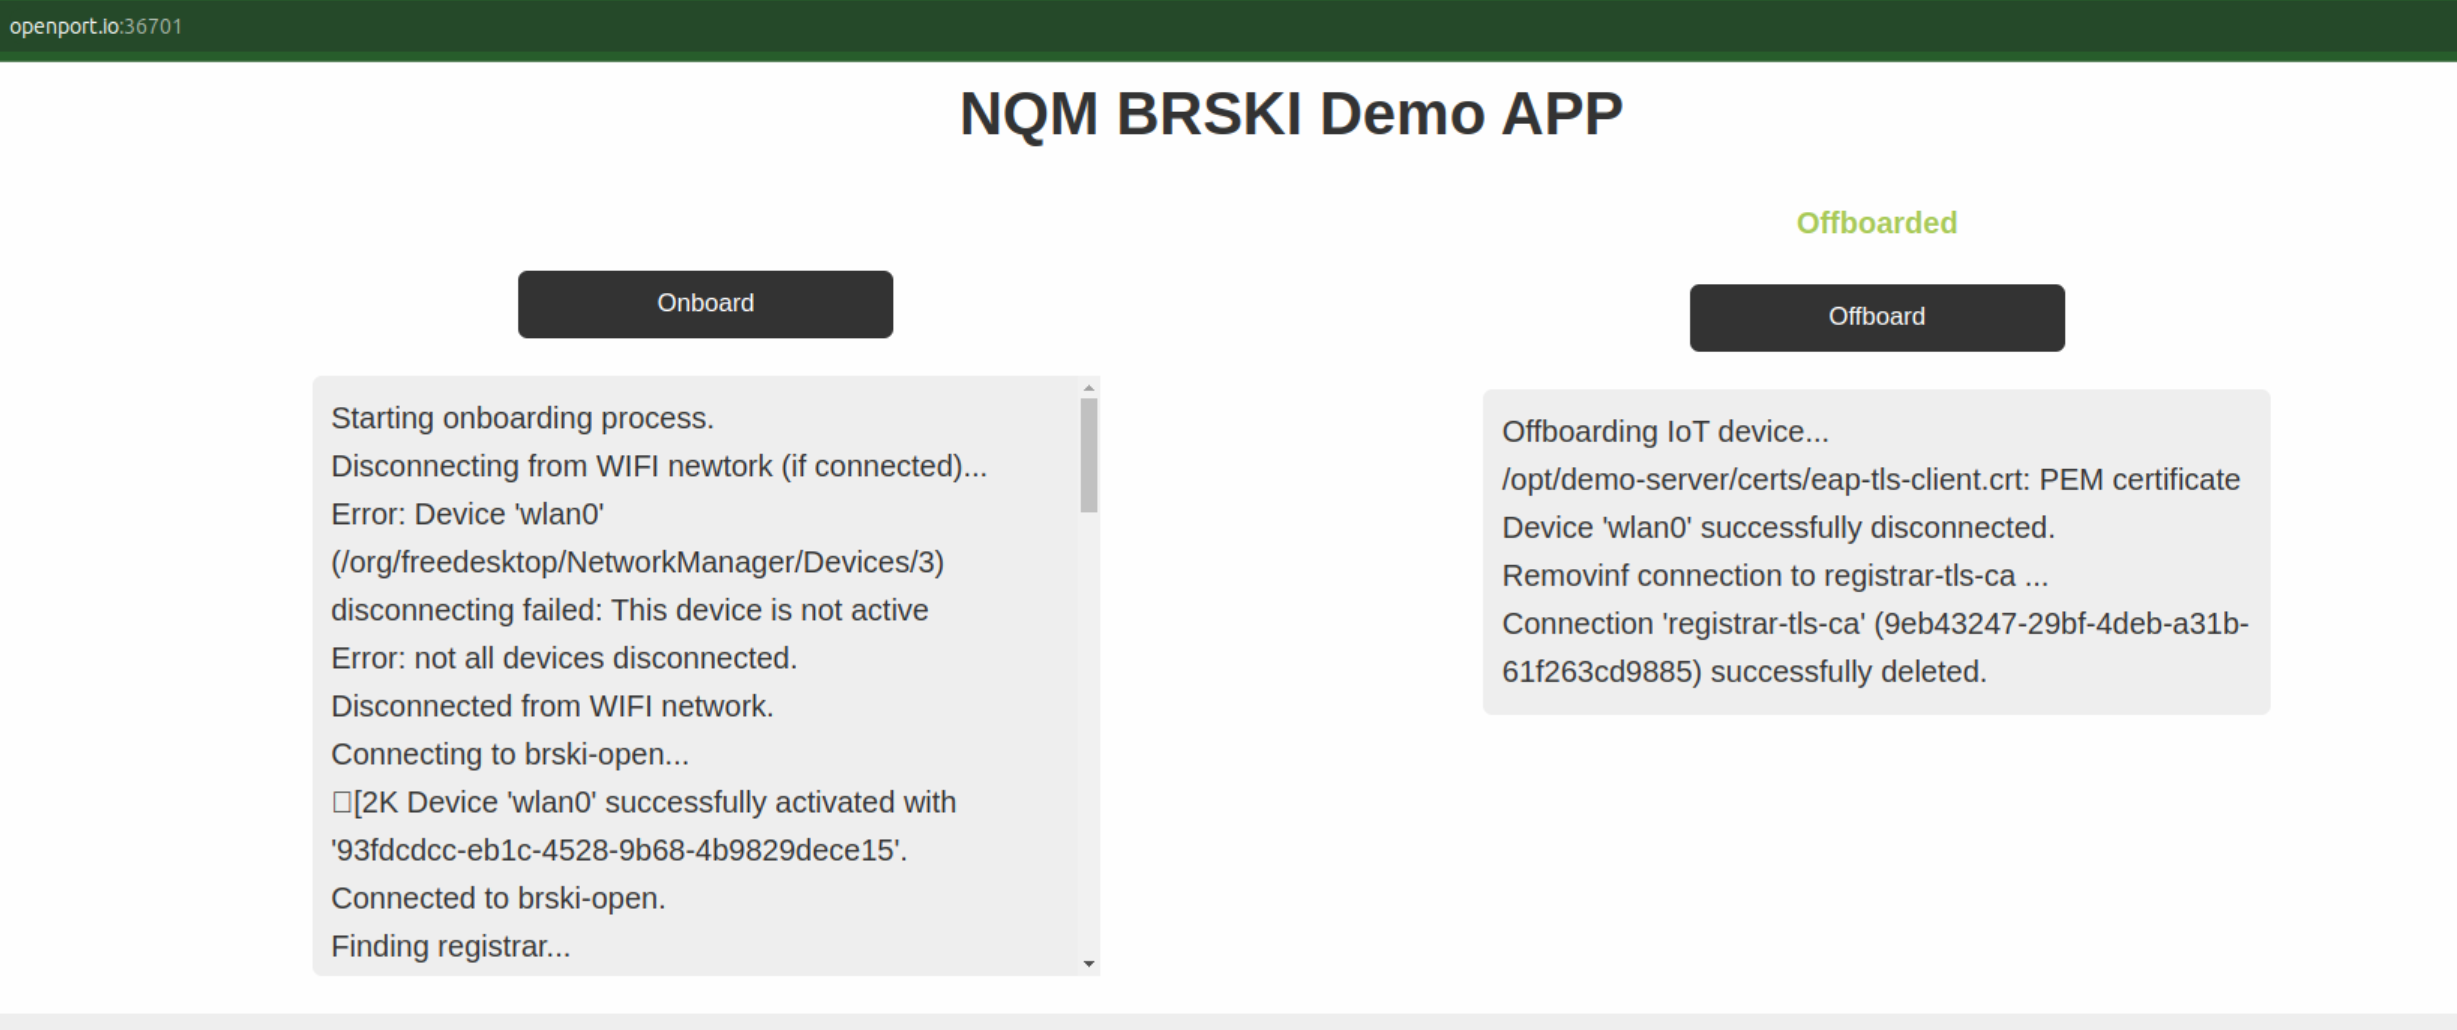 openport.io:36701
NQM BRSKI Demo APP
Onboard
Starting onboarding process.
Disconnecting from WIFI newtork (if connected)...
Error: Device 'wlan0'
(/org/freedesktop/NetworkManager/Devices/3)
disconnecting failed: This device is not active
Error: not all devices disconnected.
Disconnected from WIFI network.
Connecting to brski-open...
□[2K Device 'wlan0' successfully activated with
'93fdcdcc-eb1c-4528-9b68-4b9829dece15'.
Connected to brski-open.
Finding registrar...
Offboarded
Offboard
Offboarding IoT device...
/opt/demo-server/certs/eap-tls-client.crt: PEM certificate
Device 'wlan0' successfully disconnected.
Removinf connection to registrar-tls-ca ...
Connection 'registrar-tls-ca' (9eb43247-29bf-4deb-a31b-
61f263cd9885) successfully deleted.